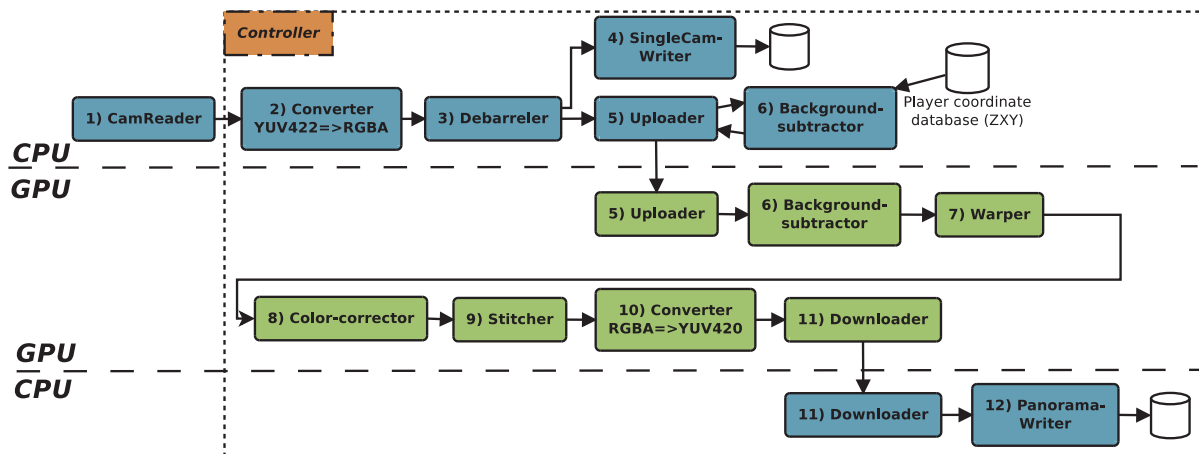 Controller
4) SingleCam-
Writer
1) CamReader
2) Converter
YUV422=>RGBA
3) Debarreler
5) Uploader
6) Background-
subtractor
Player coordinate
database (ZXY)
CPU
GPU
5) Uploader
6) Background-
subtractor
7) Warper
8) Color-corrector
9) Stitcher
10) Converter
RGBA=>YUV420
11) Downloader
GPU
CPU
11) Downloader
12) Panorama-
Writer